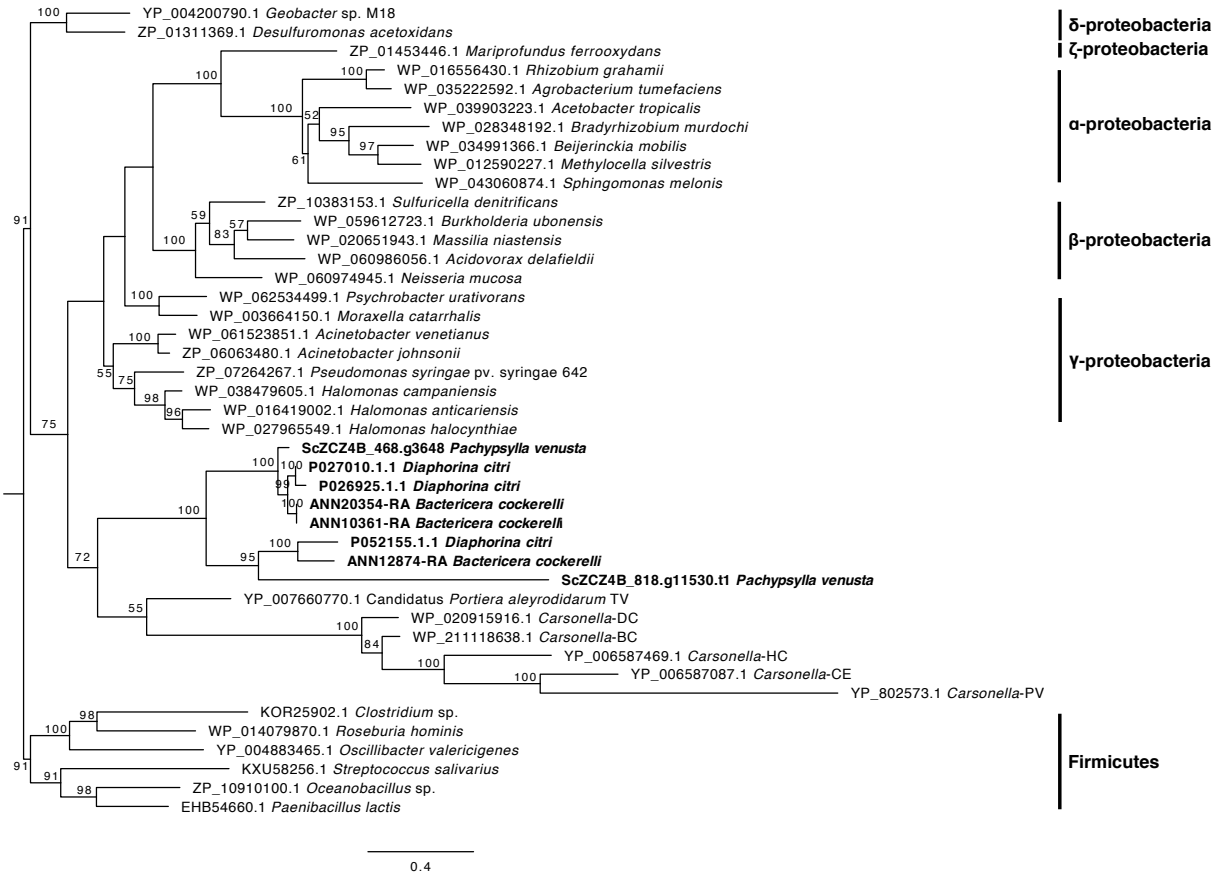 100
YP_004200790.1 Geobacter sp. M18
ZP_01311369.1 Desulfuromonas acetoxidans
δ-proteobacteria
ZP_01453446.1 Mariprofundus ferrooxydans
ζ-proteobacteria
100
100
WP_016556430.1 Rhizobium grahamii
WP_035222592.1 Agrobacterium tumefaciens
100
52
WP_039903223.1 Acetobacter tropicalis
α-proteobacteria
95
WP_028348192.1 Bradyrhizobium murdochi
97
WP_034991366.1 Beijerinckia mobilis
61
WP_012590227.1 Methylocella silvestris
WP_043060874.1 Sphingomonas melonis
91
59
ZP_10383153.1 Sulfuricella denitrificans
57
WP_059612723.1 Burkholderia ubonensis
100
83
WP_020651943.1 Massilia niastensis
β-proteobacteria
WP_060986056.1 Acidovorax delafieldii
WP_060974945.1 Neisseria mucosa
100
WP_062534499.1 Psychrobacter urativorans
WP_003664150.1 Moraxella catarrhalis
100
WP_061523851.1 Acinetobacter venetianus
ZP_06063480.1 Acinetobacter johnsonii
γ-proteobacteria
55
75
ZP_07264267.1 Pseudomonas syringae pv. syringae 642
98
WP_038479605.1 Halomonas campaniensis
96
WP_016419002.1 Halomonas anticariensis
75
WP_027965549.1 Halomonas halocynthiae
ScZCZ4B_468.g3648 Pachypsylla venusta
100
100
P027010.1.1 Diaphorina citri
99
P026925.1.1 Diaphorina citri
100
ANN20354-RA Bactericera cockerelli
100
ANN10361-RA Bactericera cockerelli
100
P052155.1.1 Diaphorina citri
72
95
ANN12874-RA Bactericera cockerelli
ScZCZ4B_818.g11530.t1 Pachypsylla venusta
55
YP_007660770.1 Candidatus Portiera aleyrodidarum TV
100
WP_020915916.1 Carsonella-DC
84
WP_211118638.1 Carsonella-BC
100
YP_006587469.1 Carsonella-HC
100
YP_006587087.1 Carsonella-CE
YP_802573.1 Carsonella-PV
98
KOR25902.1 Clostridium sp.
100
WP_014079870.1 Roseburia hominis
YP_004883465.1 Oscillibacter valericigenes
91
91
KXU58256.1 Streptococcus salivarius
Firmicutes
98
ZP_10910100.1 Oceanobacillus sp.
EHB54660.1 Paenibacillus lactis
0.4